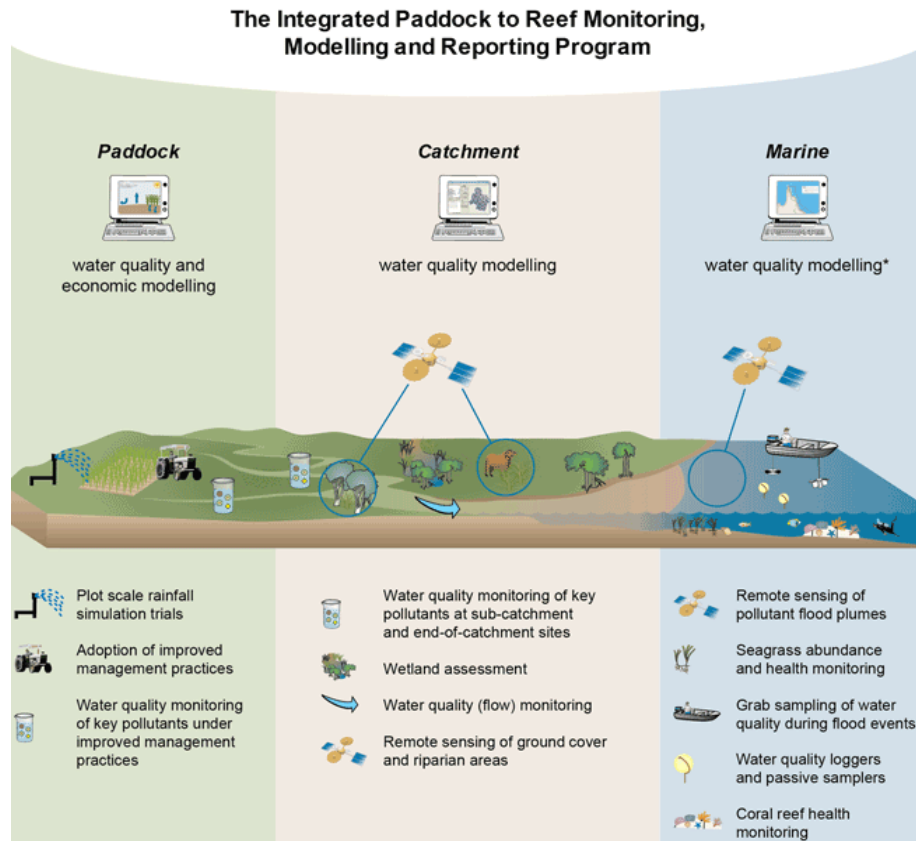 The Integrated Paddock to Reef Monitoring,
Modelling and Reporting Program
Paddock
water quality and
economic modelling
Catchment
water quality modelling
Marine
water quality modelling*
Plot scale rainfall
simulation trials
Adoption of improved
management practices
Water quality monitoring
of key pollutants under
improved management
practices
Water quality monitoring of key
pollutants at sub-catchment
and end-of-catchment sites
Wetland assessment
Water quality (flow) monitoring
Remote sensing of ground cover
and riparian areas
Remote sensing of
pollutant flood plumes
Seagrass abundance
and health monitoring
Grab sampling of water
quality during flood events
Water quality loggers
and passive samplers
Coral reef health
monitoring